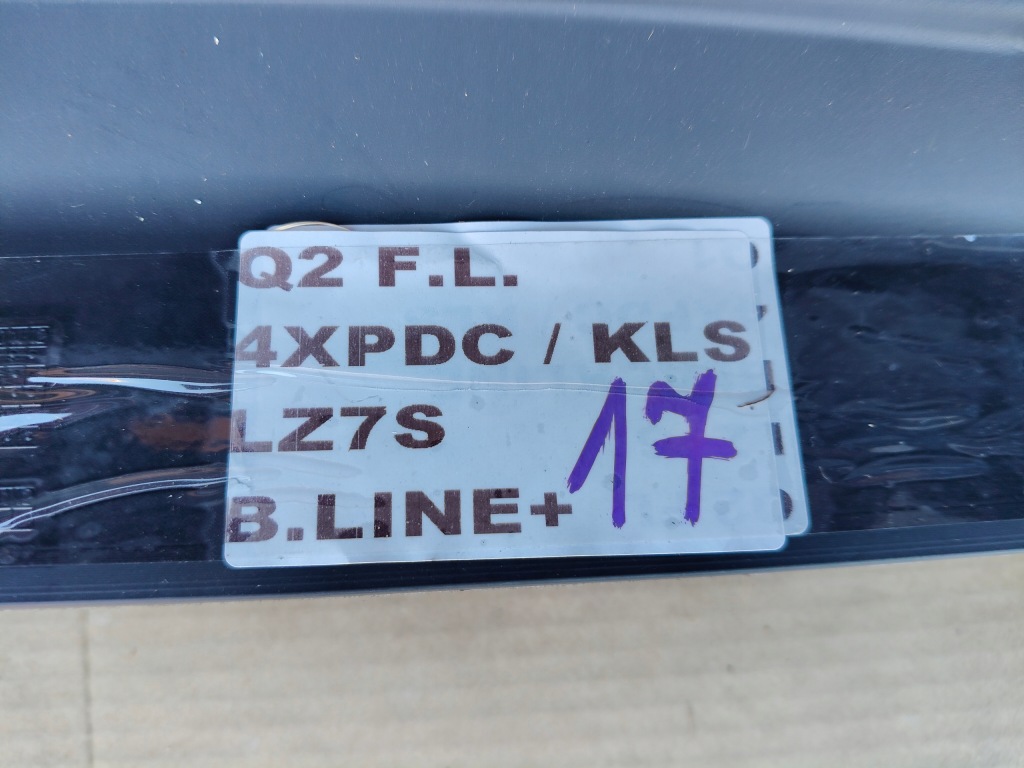 Q2 F.L.
4XPDC / KLS
LZ7S
B.LINE+
17